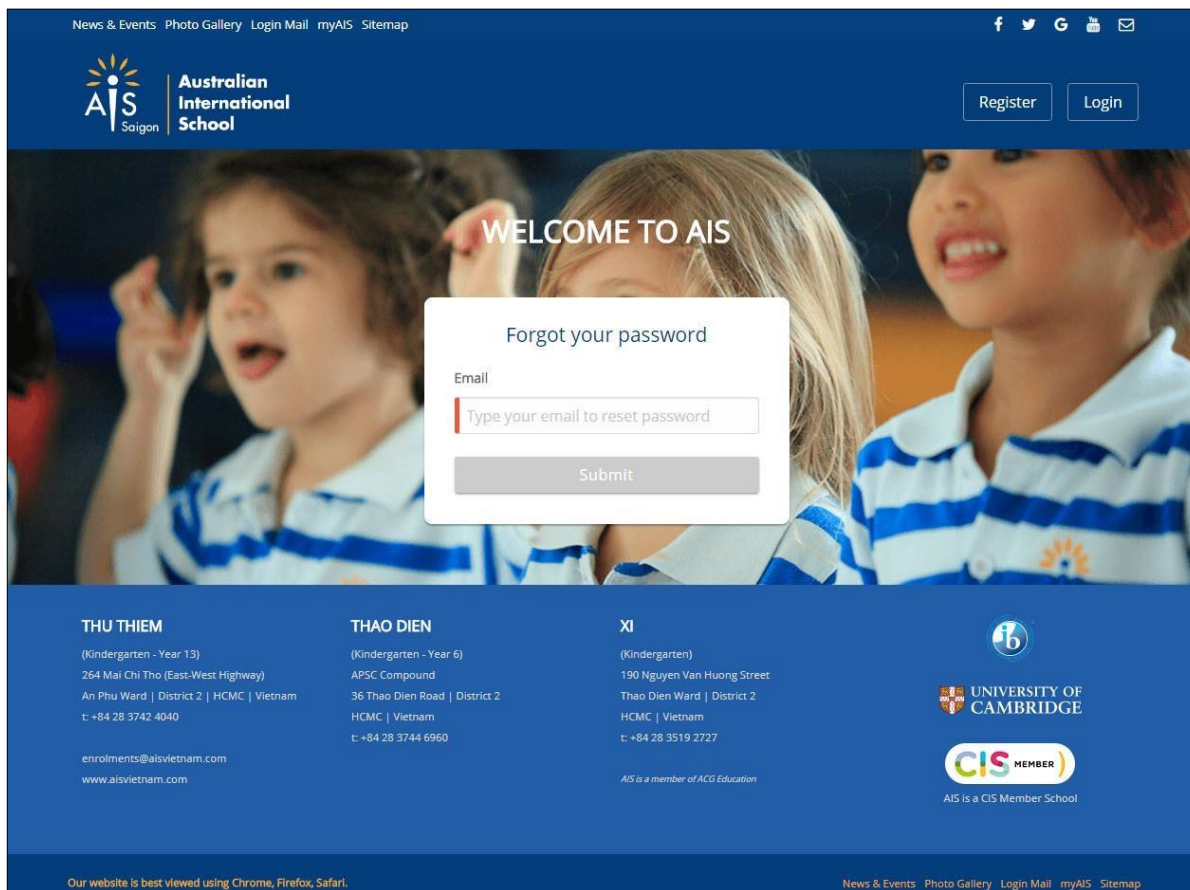 News & Events Photo Gallery Login Mail myAIS Sitemap
AIS
Saigon
Australian
International
School
Register
Login
WELCOME TO AIS
Forgot your password
Email
Type your email to reset password
Submit
THU THIEM
(Kindergarten - Year 13)
264 Mai Chi Tho (East-West Highway)
An Phu Ward | District 2 | HCMC | Vietnam
t: +84 28 3742 4040
enrolments@aisvietnam.com
www.aisvietnam.com
THAO DIEN
(Kindergarten - Year 6)
APSC Compound
36 Thao Dien Road | District 2
HCMC | Vietnam
t: +84 28 3744 6960
XI
(Kindergarten)
190 Nguyen Van Huong Street
Thao Dien Ward | District 2
HCMC | Vietnam
t: +84 28 3519 2727
AIS is a member of ACG Education
ib
UNIVERSITY OF
CAMBRIDGE
CIS MEMBER
AIS is a CIS Member School
Our website is best viewed using Chrome, Firefox, Safari.
News & Events Photo Gallery Login Mail myAIS Sitemap